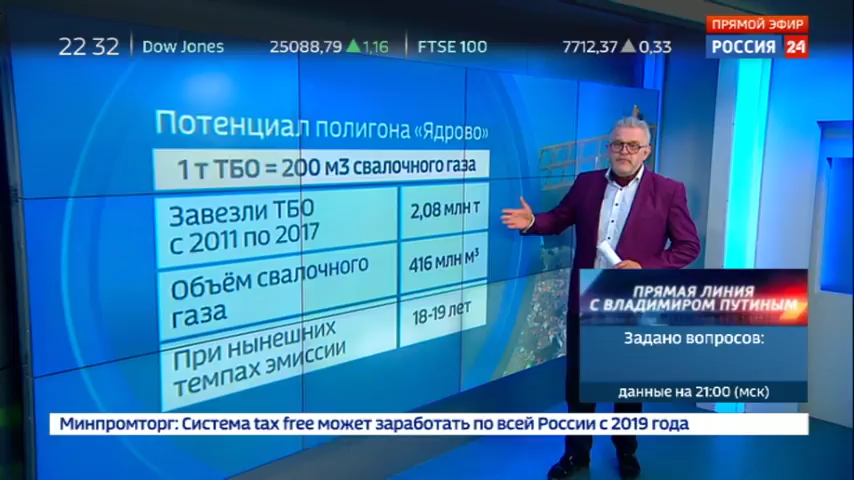 22 32 Dow Jones 25088,79 1,16 FTSE 100 7712,37 0,33
ПРЯМОЙ ЭФИР
РОССИЯ 24
Потенциал полигона «Ядрово»
1 т ТБО = 200 м3 свалочного газа
Завезли ТБО
с 2011 по 2017
2,08 млн т
Объём свалочного
газа
416 млн м³
При нынешних
темпах эмиссии
18-19 лет
ПРЯМАЯ ЛИНИЯ
С ВЛАДИМИРОМ ПУТИНЫМ
Задано вопросов:
данные на 21:00 (мск)
Минпромторг: Система tax free может заработать по всей России с 2019 года